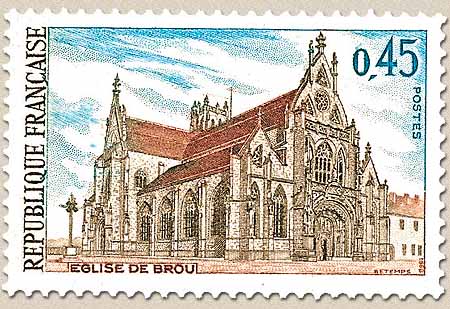 REPUBLIQUE FRANÇAISE
0,45
POSTES
EGLISE DE BROU
BETEMPS